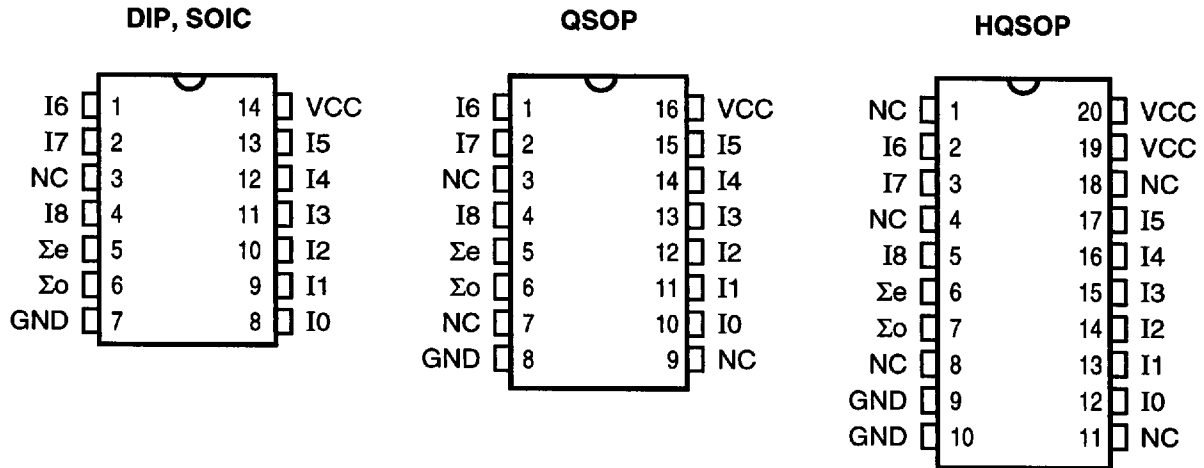 DIP, SOIC
I6 1 14 VCC
I7 2 13 I5
NC 3 12 I4
I8 4 11 I3
Σe 5 10 I2
Σo 6 9 I1
GND 7 8 I0
QSOP
I6 1 16 VCC
I7 2 15 I5
NC 3 14 I4
I8 4 13 I3
Σe 5 12 I2
Σo 6 11 I1
NC 7 10 I0
GND 8 9 NC
HQSOP
NC 1 20 VCC
I6 2 19 VCC
I7 3 18 NC
NC 4 17 I5
I8 5 16 I4
Σe 6 15 I3
Σo 7 14 I2
NC 8 13 I1
GND 9 12 I0
GND 10 11 NC